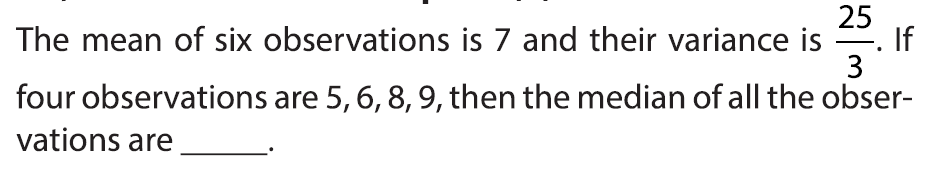 The mean of six observations is 7 and their variance is 25/3. If
four observations are 5, 6, 8, 9, then the median of all the obser-
vations are ______.